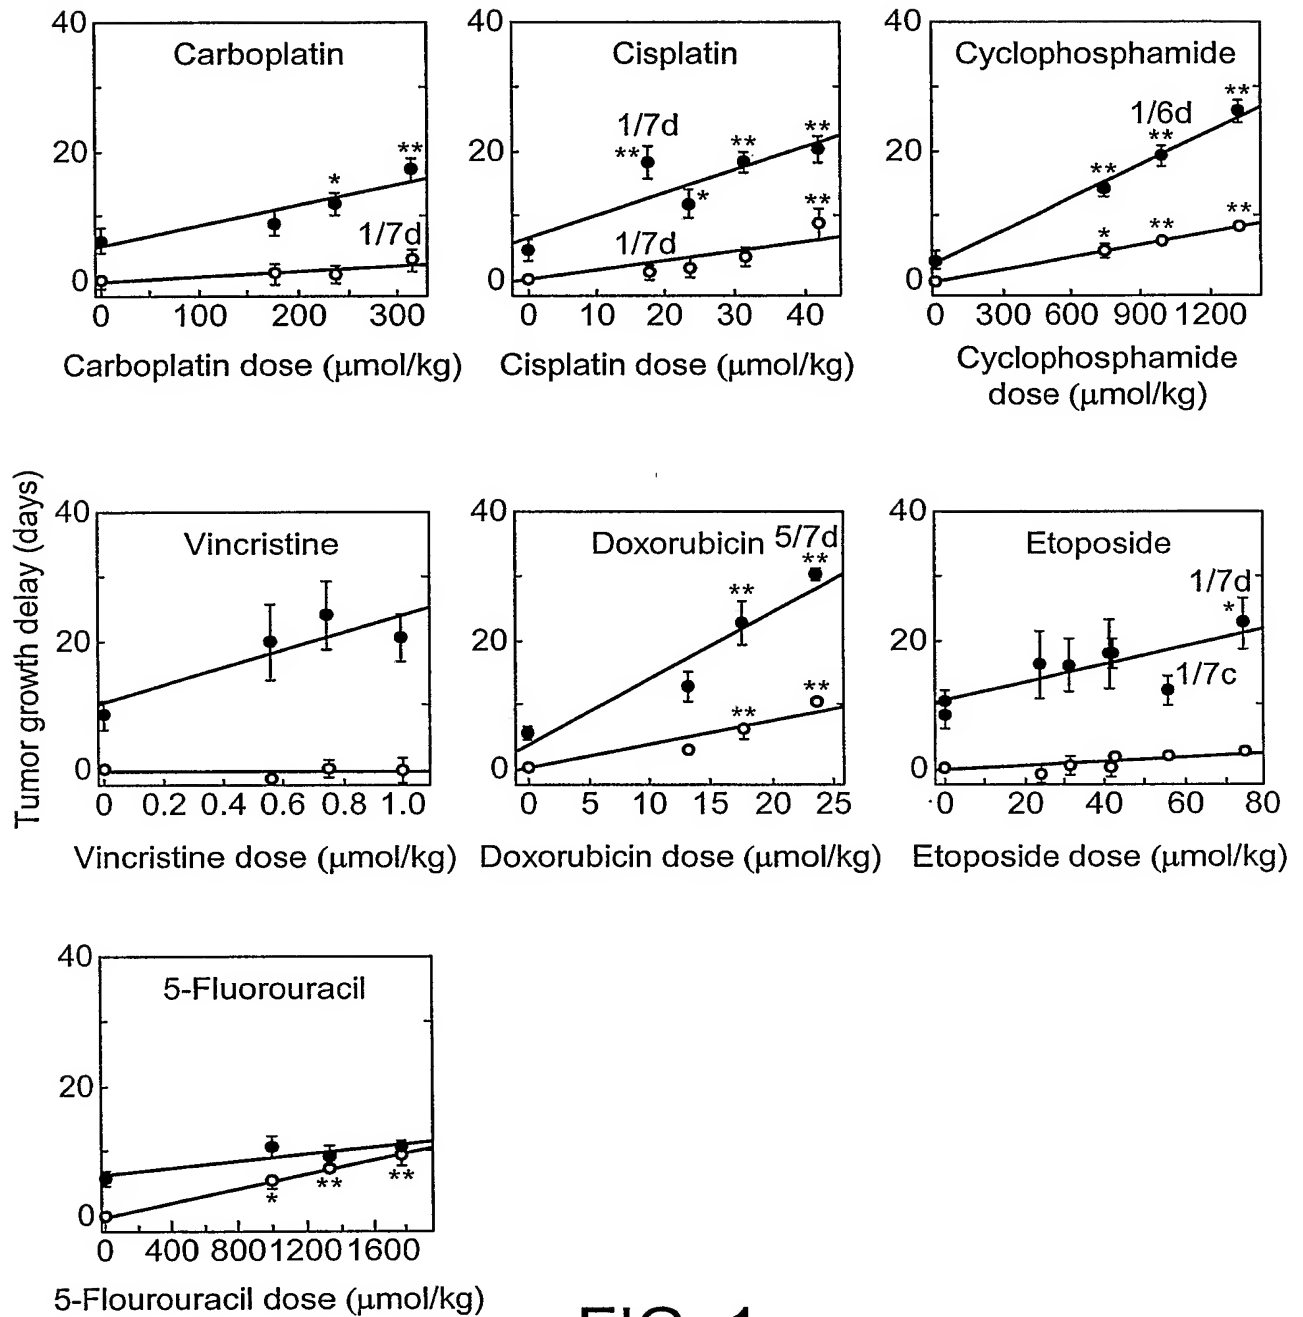 40
Carboplatin
20
**
*
1/7d
0
0 100 200 300
Carboplatin dose (μmol/kg)
40
Cisplatin
1/7d
**
**
**
20
*
**
1/7d
0
0 10 20 30 40
Cisplatin dose (μmol/kg)
40
Cyclophosphamide
**
1/6d
**
20
**
**
**
*
0
0 300 600 900 1200
Cyclophosphamide
dose (μmol/kg)
Tumor growth delay (days)
40
Vincristine
20
0
0 0.2 0.4 0.6 0.8 1.0
Vincristine dose (μmol/kg)
40
Doxorubicin 5/7d
**
**
20
**
**
0
0 5 10 15 20 25
Doxorubicin dose (μmol/kg)
40
Etoposide
1/7d
*
20
1/7c
0
0 20 40 60 80
Etoposide dose (μmol/kg)
40
5-Fluorouracil
20
*
**
**
0
0 400 800 1200 1600
5-Flourouracil dose (μmol/kg)